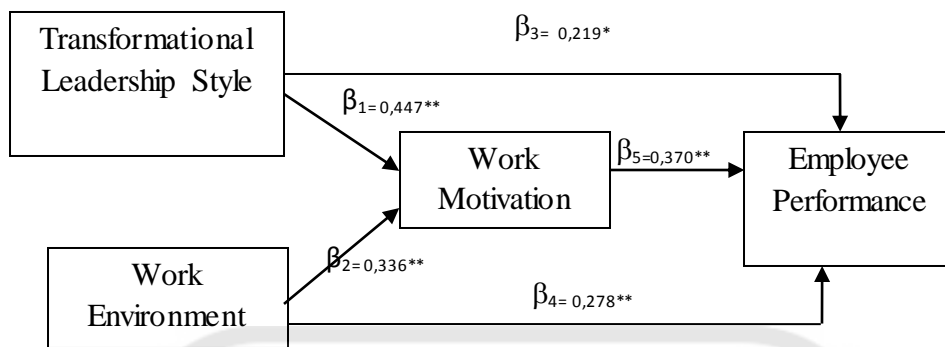 Transformational
Leadership Style
β3= 0,219*
β1=0,447**
Work
Motivation
β5=0,370**
Employee
Performance
β2=0,336**
Work
Environment
β4=0,278**